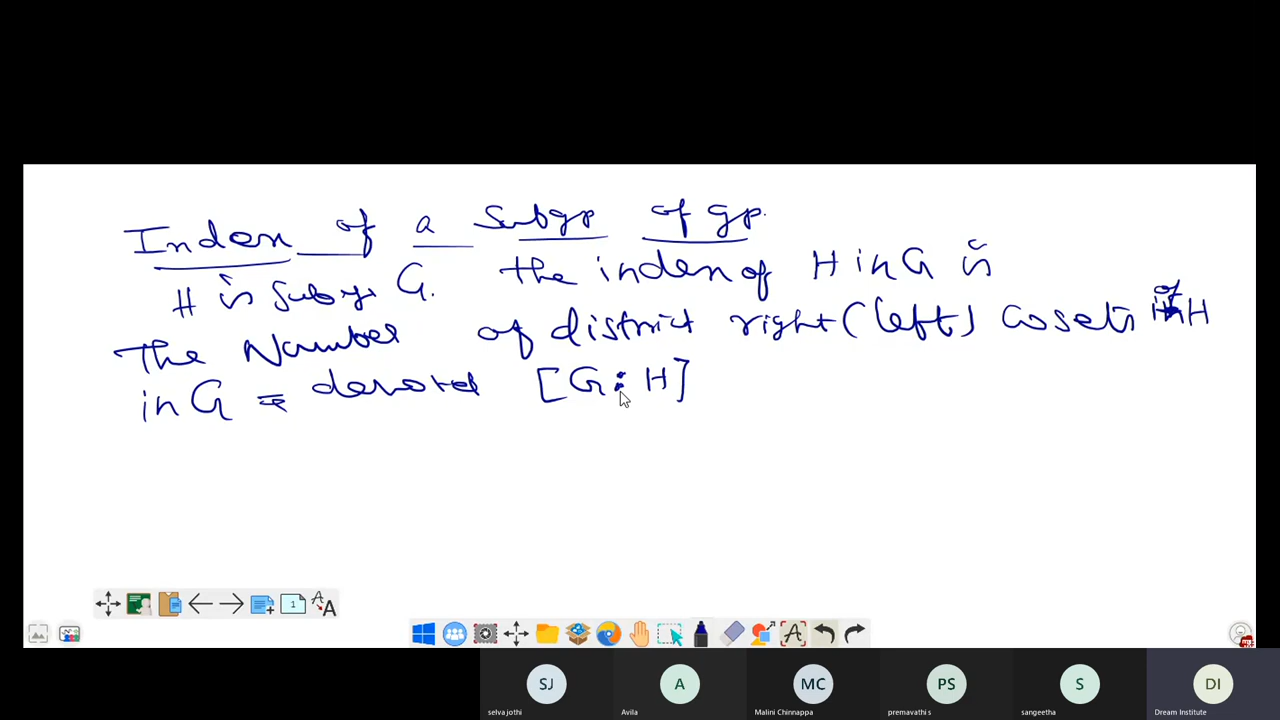 Index of a Subgp of gp.
H is Subgp G. the index of H in G is
The Number of district right (left) cosets of H
in G = denoted [G : H]
1
A A
A
SJ A MC PS S DI
selva jothi Avila Malini Chinnappa premavathi s sangeetha Dream Institute